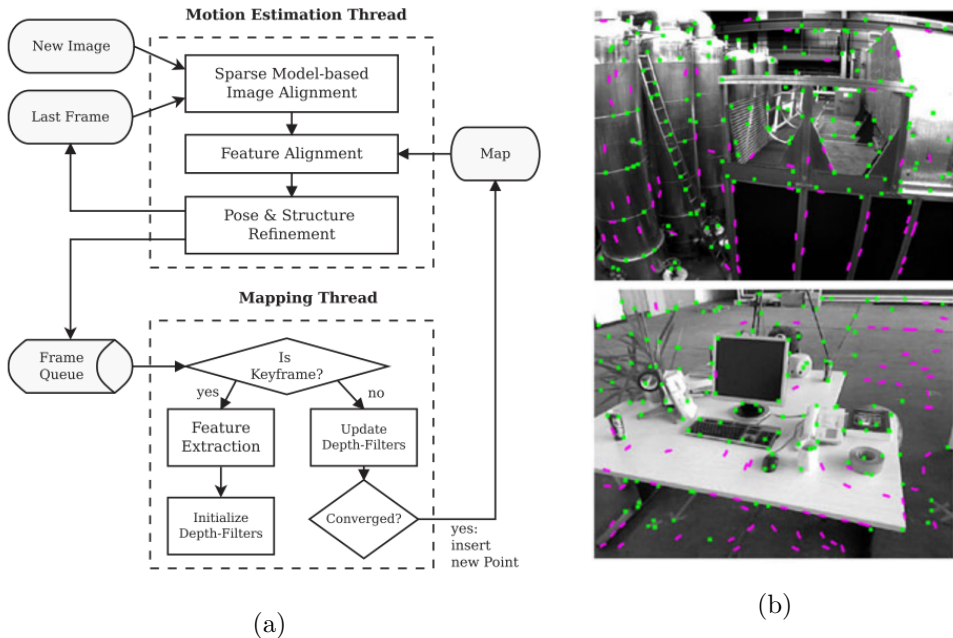 Motion Estimation Thread
New Image
Sparse Model-based
Image Alignment
Last Frame
Feature Alignment
Map
Pose & Structure
Refinement
Mapping Thread
Frame
Queue
Is
Keyframe?
yes
no
Feature
Extraction
Update
Depth-Filters
Initialize
Depth-Filters
Converged?
yes:
insert
new Point
(a)
(b)